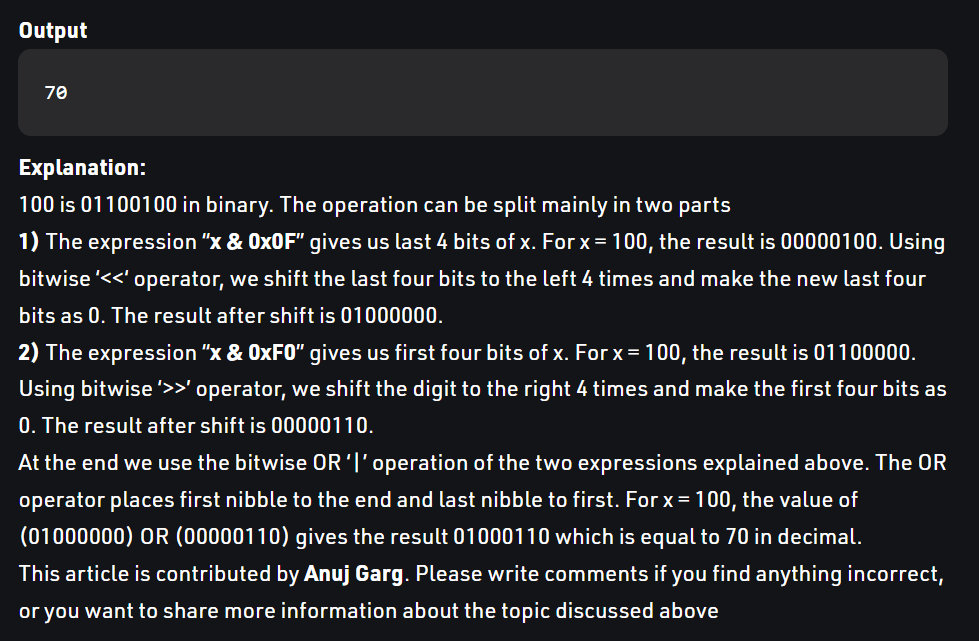 Output
70
Explanation:
100 is 01100100 in binary. The operation can be split mainly in two parts
1) The expression “x & 0x0F” gives us last 4 bits of x. For x = 100, the result is 00000100. Using
bitwise ‘<<‘ operator, we shift the last four bits to the left 4 times and make the new last four
bits as 0. The result after shift is 01000000.
2) The expression “x & 0xF0” gives us first four bits of x. For x = 100, the result is 01100000.
Using bitwise ‘>>’ operator, we shift the digit to the right 4 times and make the first four bits as
0. The result after shift is 00000110.
At the end we use the bitwise OR ‘|’ operation of the two expressions explained above. The OR
operator places first nibble to the end and last nibble to first. For x = 100, the value of
(01000000) OR (00000110) gives the result 01000110 which is equal to 70 in decimal.
This article is contributed by Anuj Garg. Please write comments if you find anything incorrect,
or you want to share more information about the topic discussed above